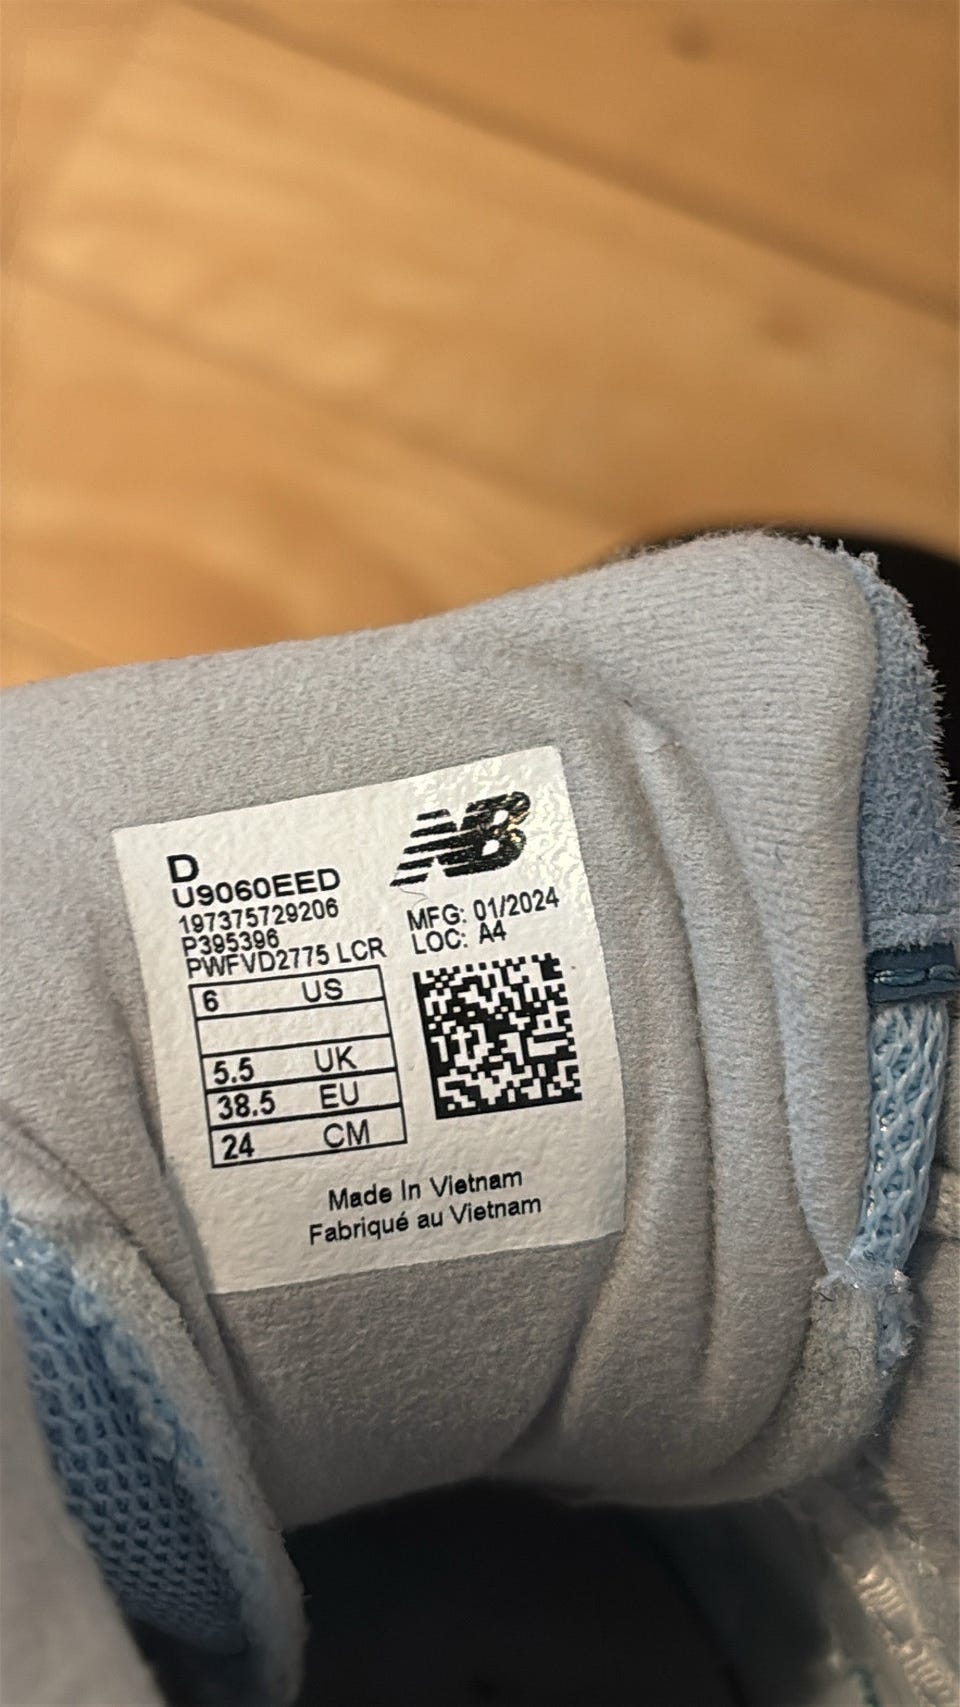 D
U9060EED
197375729206
P395396
PWFVD2775 LCR
NB
MFG: 01/2024
LOC: A4
6 US
5.5 UK
38.5 EU
24 CM
Made In Vietnam
Fabriqué au Vietnam